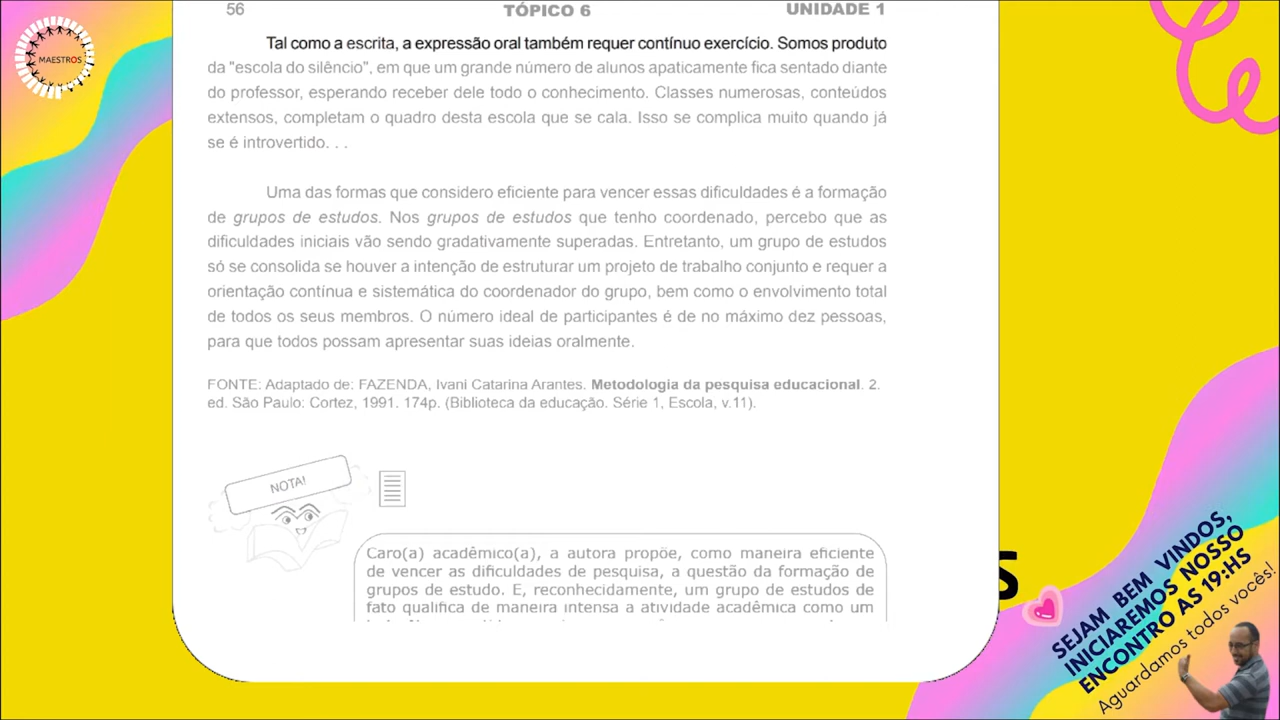 56
TÓPICO 6
UNIDADE 1
MAESTROS
Tal como a escrita, a expressão oral também requer contínuo exercício. Somos produto
da "escola do silêncio", em que um grande número de alunos apaticamente fica sentado diante
do professor, esperando receber dele todo o conhecimento. Classes numerosas, conteúdos
extensos, completam o quadro desta escola que se cala. Isso se complica muito quando já
se é introvertido. . .
Uma das formas que considero eficiente para vencer essas dificuldades é a formação
de grupos de estudos. Nos grupos de estudos que tenho coordenado, percebo que as
dificuldades iniciais vão sendo gradativamente superadas. Entretanto, um grupo de estudos
só se consolida se houver a intenção de estruturar um projeto de trabalho conjunto e requer a
orientação contínua e sistemática do coordenador do grupo, bem como o envolvimento total
de todos os seus membros. O número ideal de participantes é de no máximo dez pessoas,
para que todos possam apresentar suas ideias oralmente.
FONTE: Adaptado de: FAZENDA, Ivani Catarina Arantes. Metodologia da pesquisa educacional. 2.
ed. São Paulo: Cortez, 1991. 174p. (Biblioteca da educação. Série 1, Escola, v.11).
NOTA!
Caro(a) acadêmico(a), a autora propõe, como maneira eficiente
de vencer as dificuldades de pesquisa, a questão da formação de
grupos de estudo. E, reconhecidamente, um grupo de estudos de
fato qualifica de maneira intensa a atividade acadêmica como um
S
SEJAM BEM VINDOS,
INICIAREMOS NOSSO
ENCONTRO AS 19:HS
Aguardamos todos vocês!